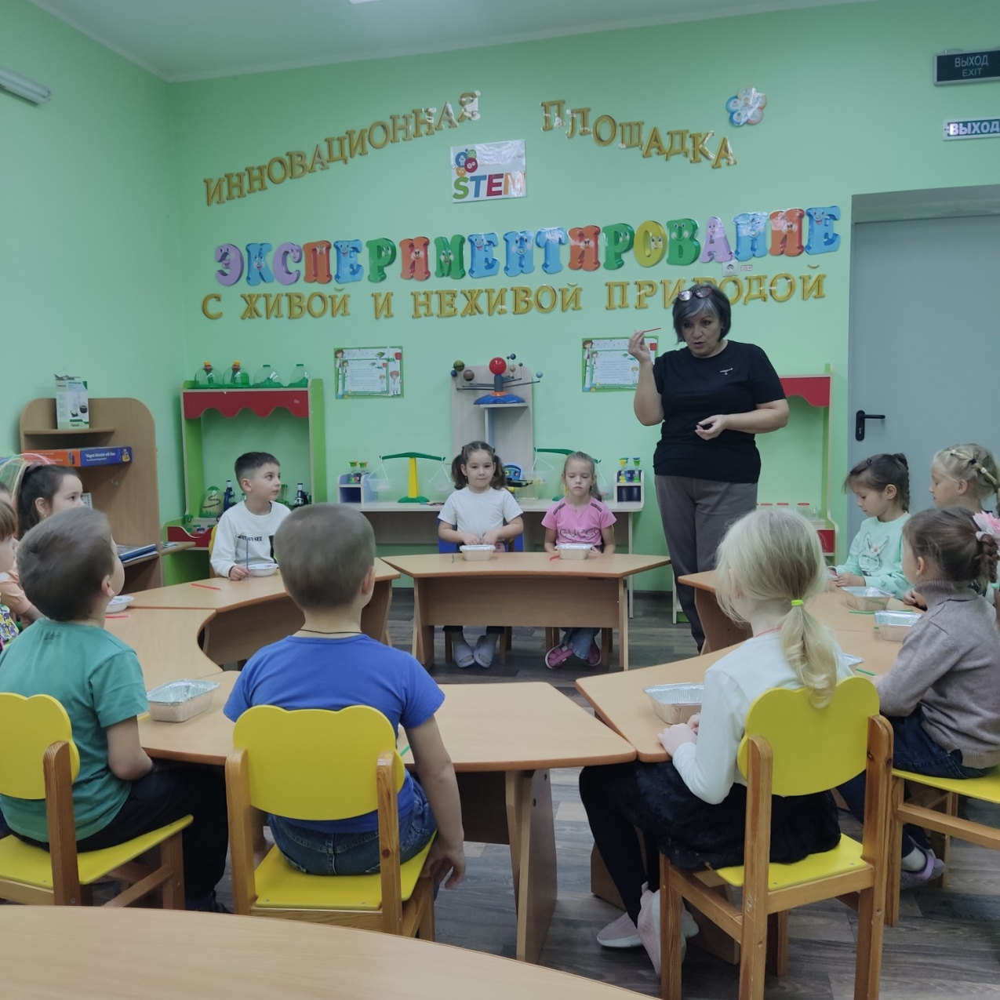 ВЫХОД
EXIT
ВЫХОД
ИННОВАЦИОННАЯ ПЛОЩАДКА
STEM
ЭКСПЕРИМЕНТИРОВАНИЕ
С ЖИВОЙ И НЕЖИВОЙ ПРИРОДОЙ